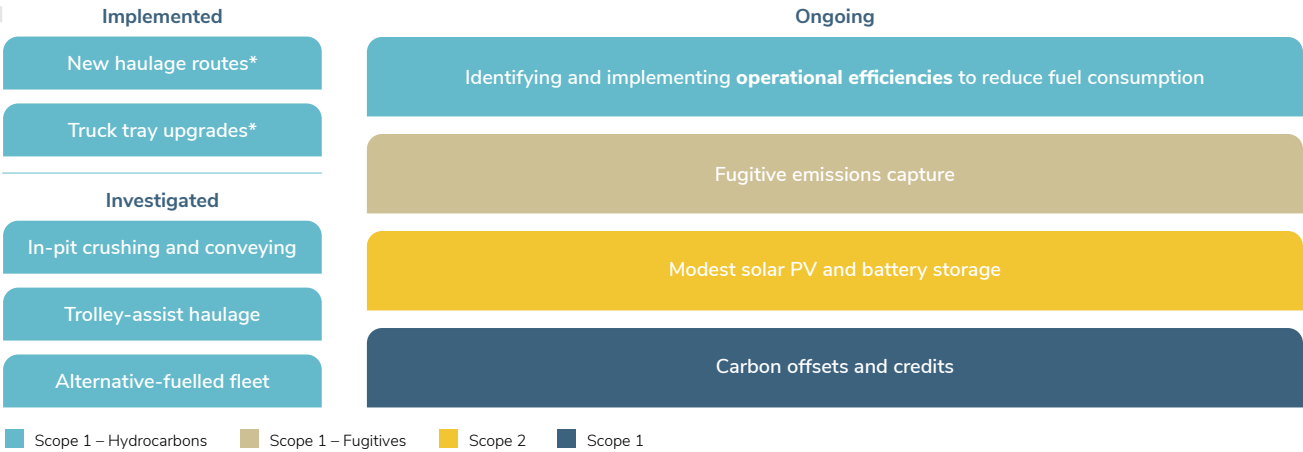 Implemented
New haulage routes*
Truck tray upgrades*
Investigated
In-pit crushing and conveying
Trolley-assist haulage
Alternative-fuelled fleet
Ongoing
Identifying and implementing operational efficiencies to reduce fuel consumption
Fugitive emissions capture
Modest solar PV and battery storage
Carbon offsets and credits
Scope 1 – Hydrocarbons
Scope 1 – Fugitives
Scope 2
Scope 1